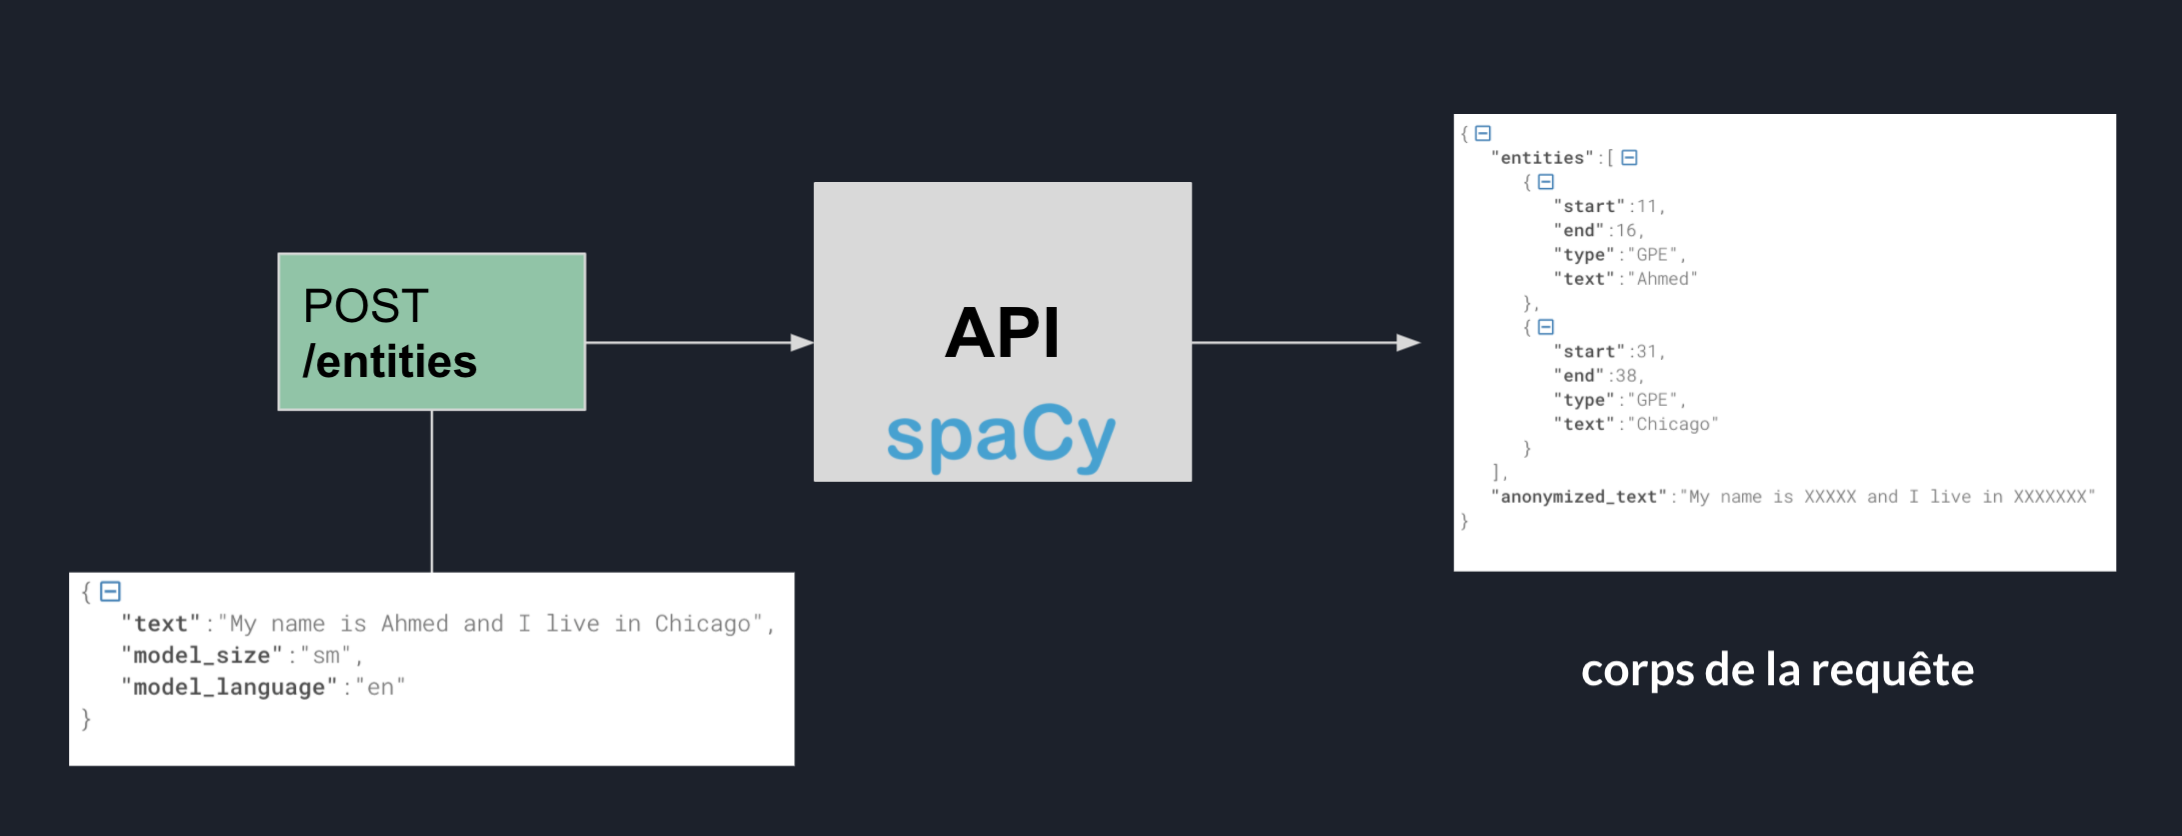 POST
/entities
{
"text":"My name is Ahmed and I live in Chicago",
"model_size":"sm",
"model_language":"en"
}
API
spaCy
{
"entities":[
{
"start":11,
"end":16,
"type":"GPE",
"text":"Ahmed"
},
{
"start":31,
"end":38,
"type":"GPE",
"text":"Chicago"
}
],
"anonymized_text":"My name is XXXXX and I live in XXXXXXX"
}
corps de la requête